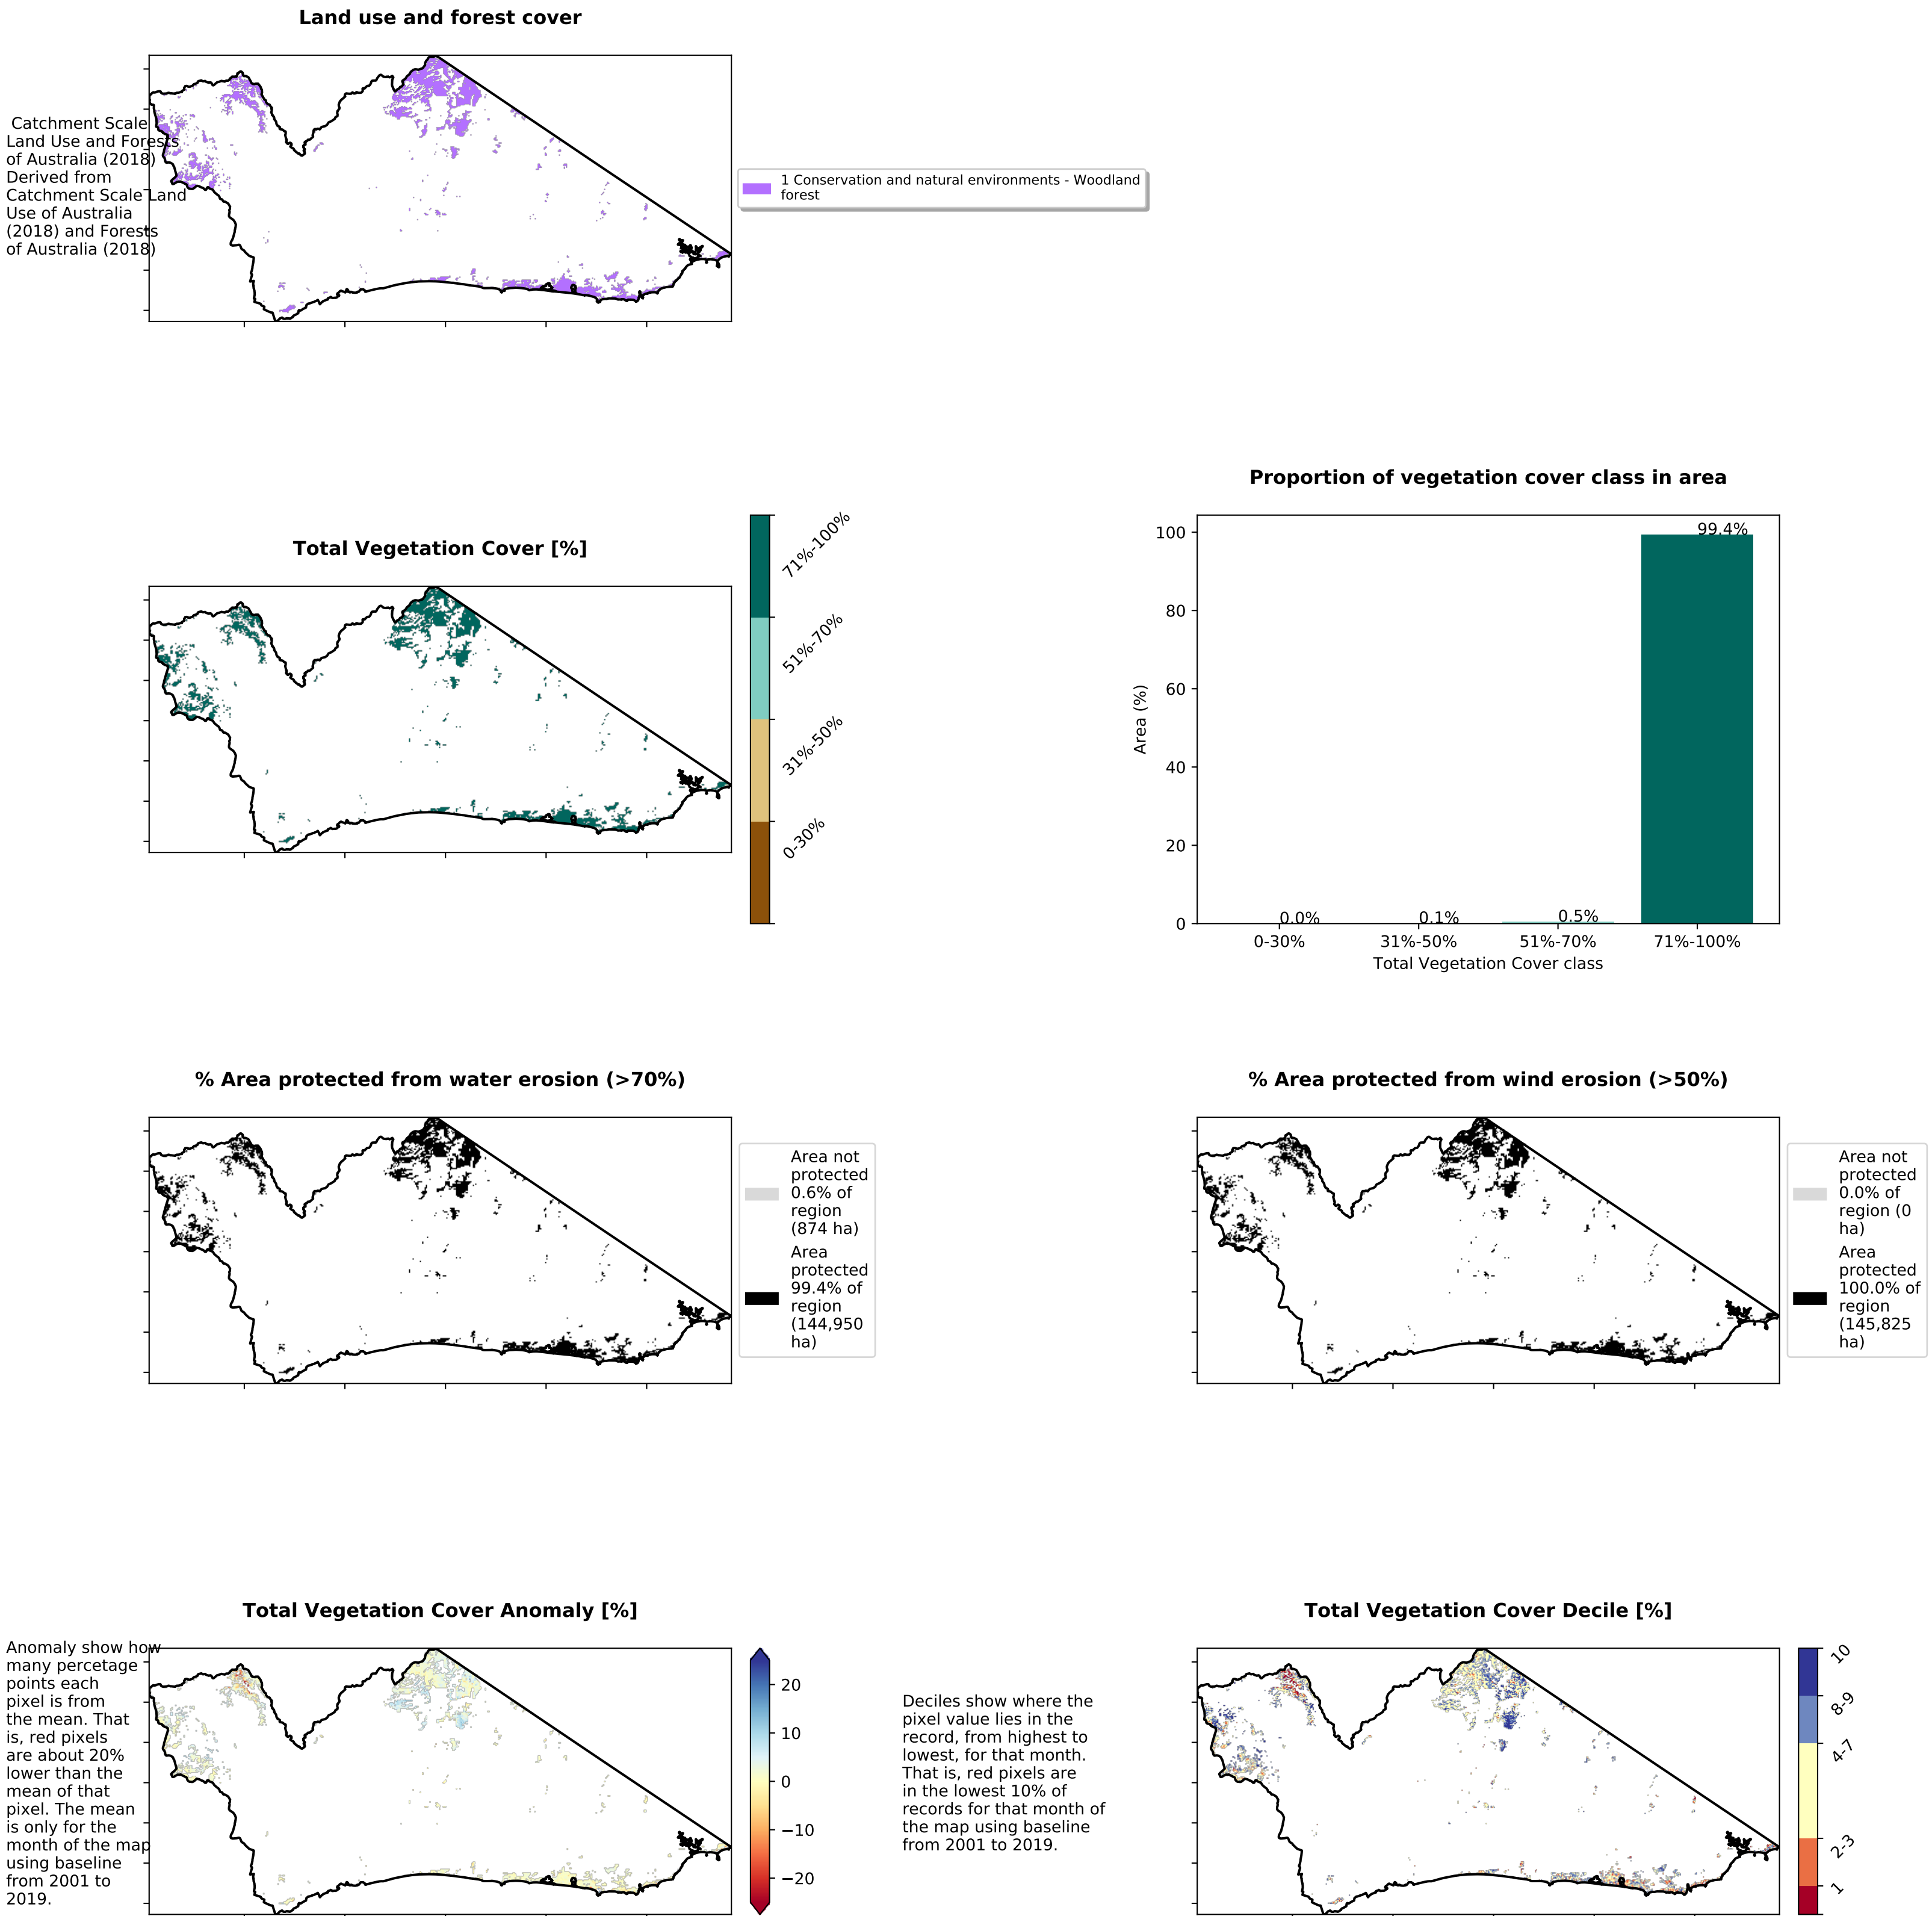 Land use and forest cover
Catchment Scale
Land Use and Forests
of Australia (2018)
Derived from
Catchment Scale Land
Use of Australia
(2018) and Forests
of Australia (2018)
1 Conservation and natural environments - Woodland
forest
Total Vegetation Cover [%]
71%-100%
51%-70%
31%-50%
0-30%
Proportion of vegetation cover class in area
Area (%)
100
80
60
40
20
0
0.0%
0.1%
0.5%
99.4%
0-30%
31%-50%
51%-70%
71%-100%
Total Vegetation Cover class
% Area protected from water erosion (>70%)
Area not
protected
0.6% of
region
(874 ha)
Area
protected
99.4% of
region
(144,950
ha)
% Area protected from wind erosion (>50%)
Area not
protected
0.0% of
region (0
ha)
Area
protected
100.0% of
region
(145,825
ha)
Total Vegetation Cover Anomaly [%]
Anomaly show how
many percetage
points each
pixel is from
the mean. That
is, red pixels
are about 20%
lower than the
mean of that
pixel. The mean
is only for the
month of the map
using baseline
from 2001 to
2019.
20
10
0
−10
−20
Total Vegetation Cover Decile [%]
Deciles show where the
pixel value lies in the
record, from highest to
lowest, for that month.
That is, red pixels are
in the lowest 10% of
records for that month of
the map using baseline
from 2001 to 2019.
10
8-9
4-7
2-3
1